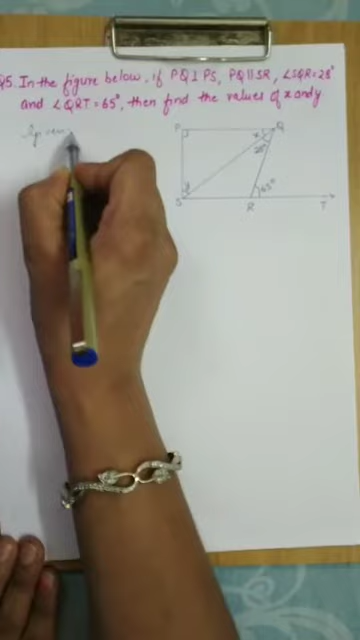 Q5. In the figure below, if PQ⊥PS, PQ||SR, ∠SQR=28°
and ∠QRT=65°, then find the values of x and y
P
x
Q
28°
y
65°
S
R
T